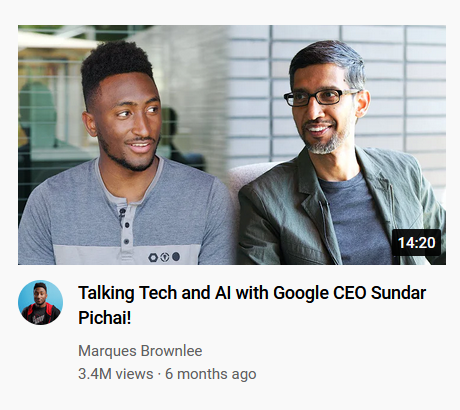 14:20
Talking Tech and AI with Google CEO Sundar
Pichai!
Marques Brownlee
3.4M views · 6 months ago